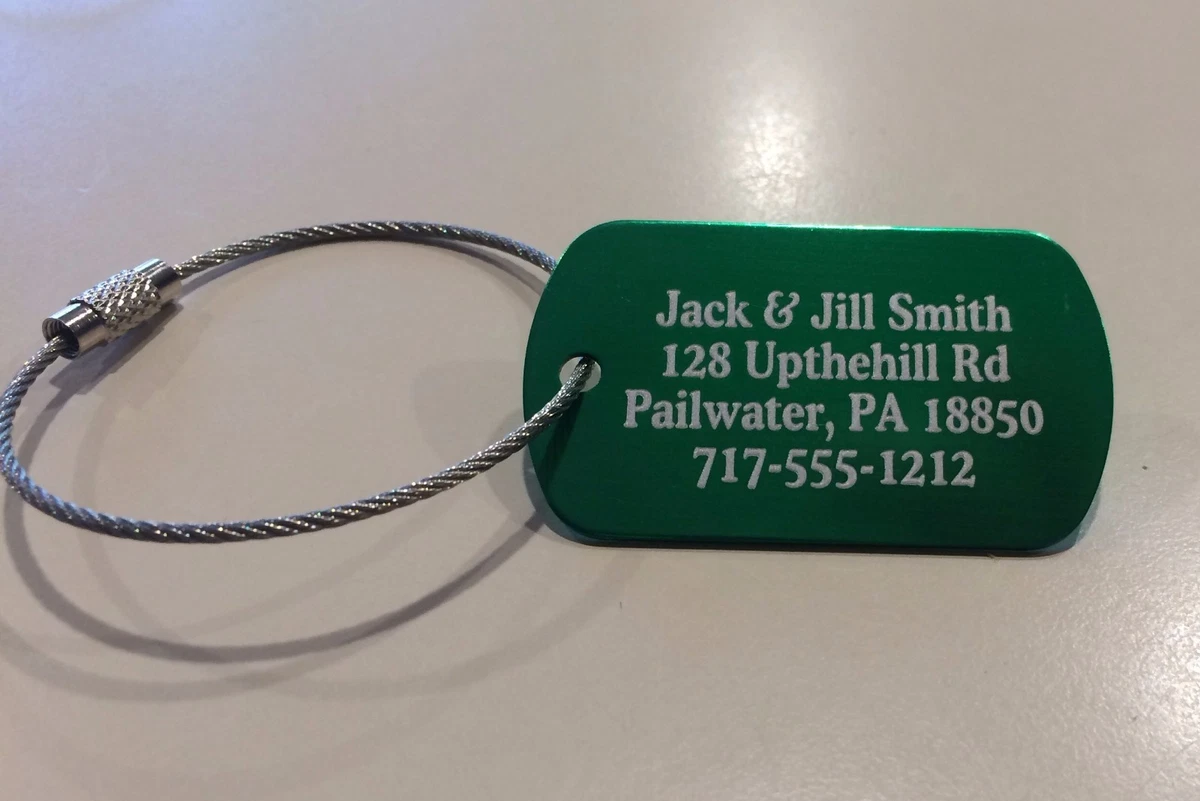 Jack & Jill Smith
128 Upthehill Rd
Pailwater, PA 18850
717-555-1212